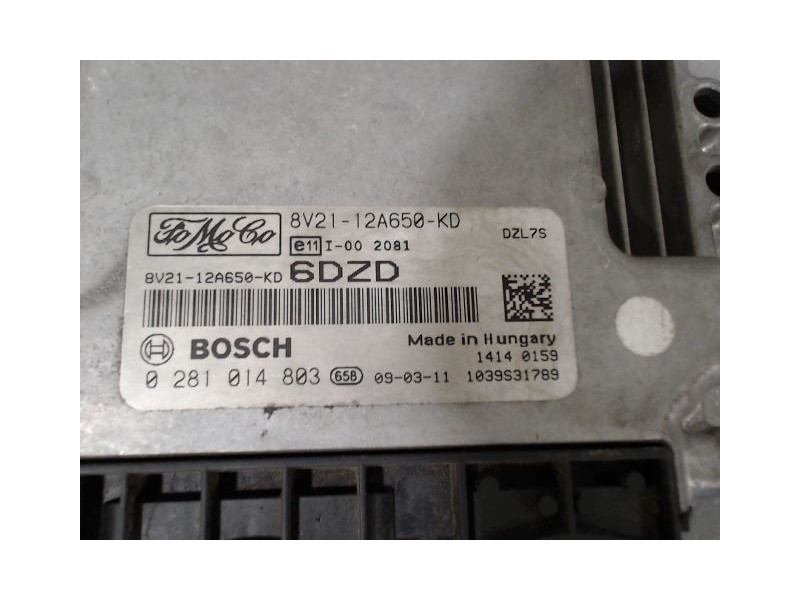 FoMoCo 8V21-12A650-KD
e11 I-00 2081
DZL7S
8V21-12A650-KD 6DZD
BOSCH
Made in Hungary
1414 0159
0 281 014 803 65B 09-03-11 1039S31789